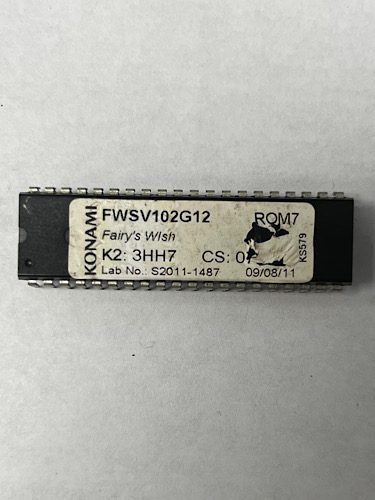 KONAMI
FWSV102G12 ROM7
Fairy's Wish
K2: 3HH7 CS: 0
Lab No.: S2011-1487 09/08/11
KS579